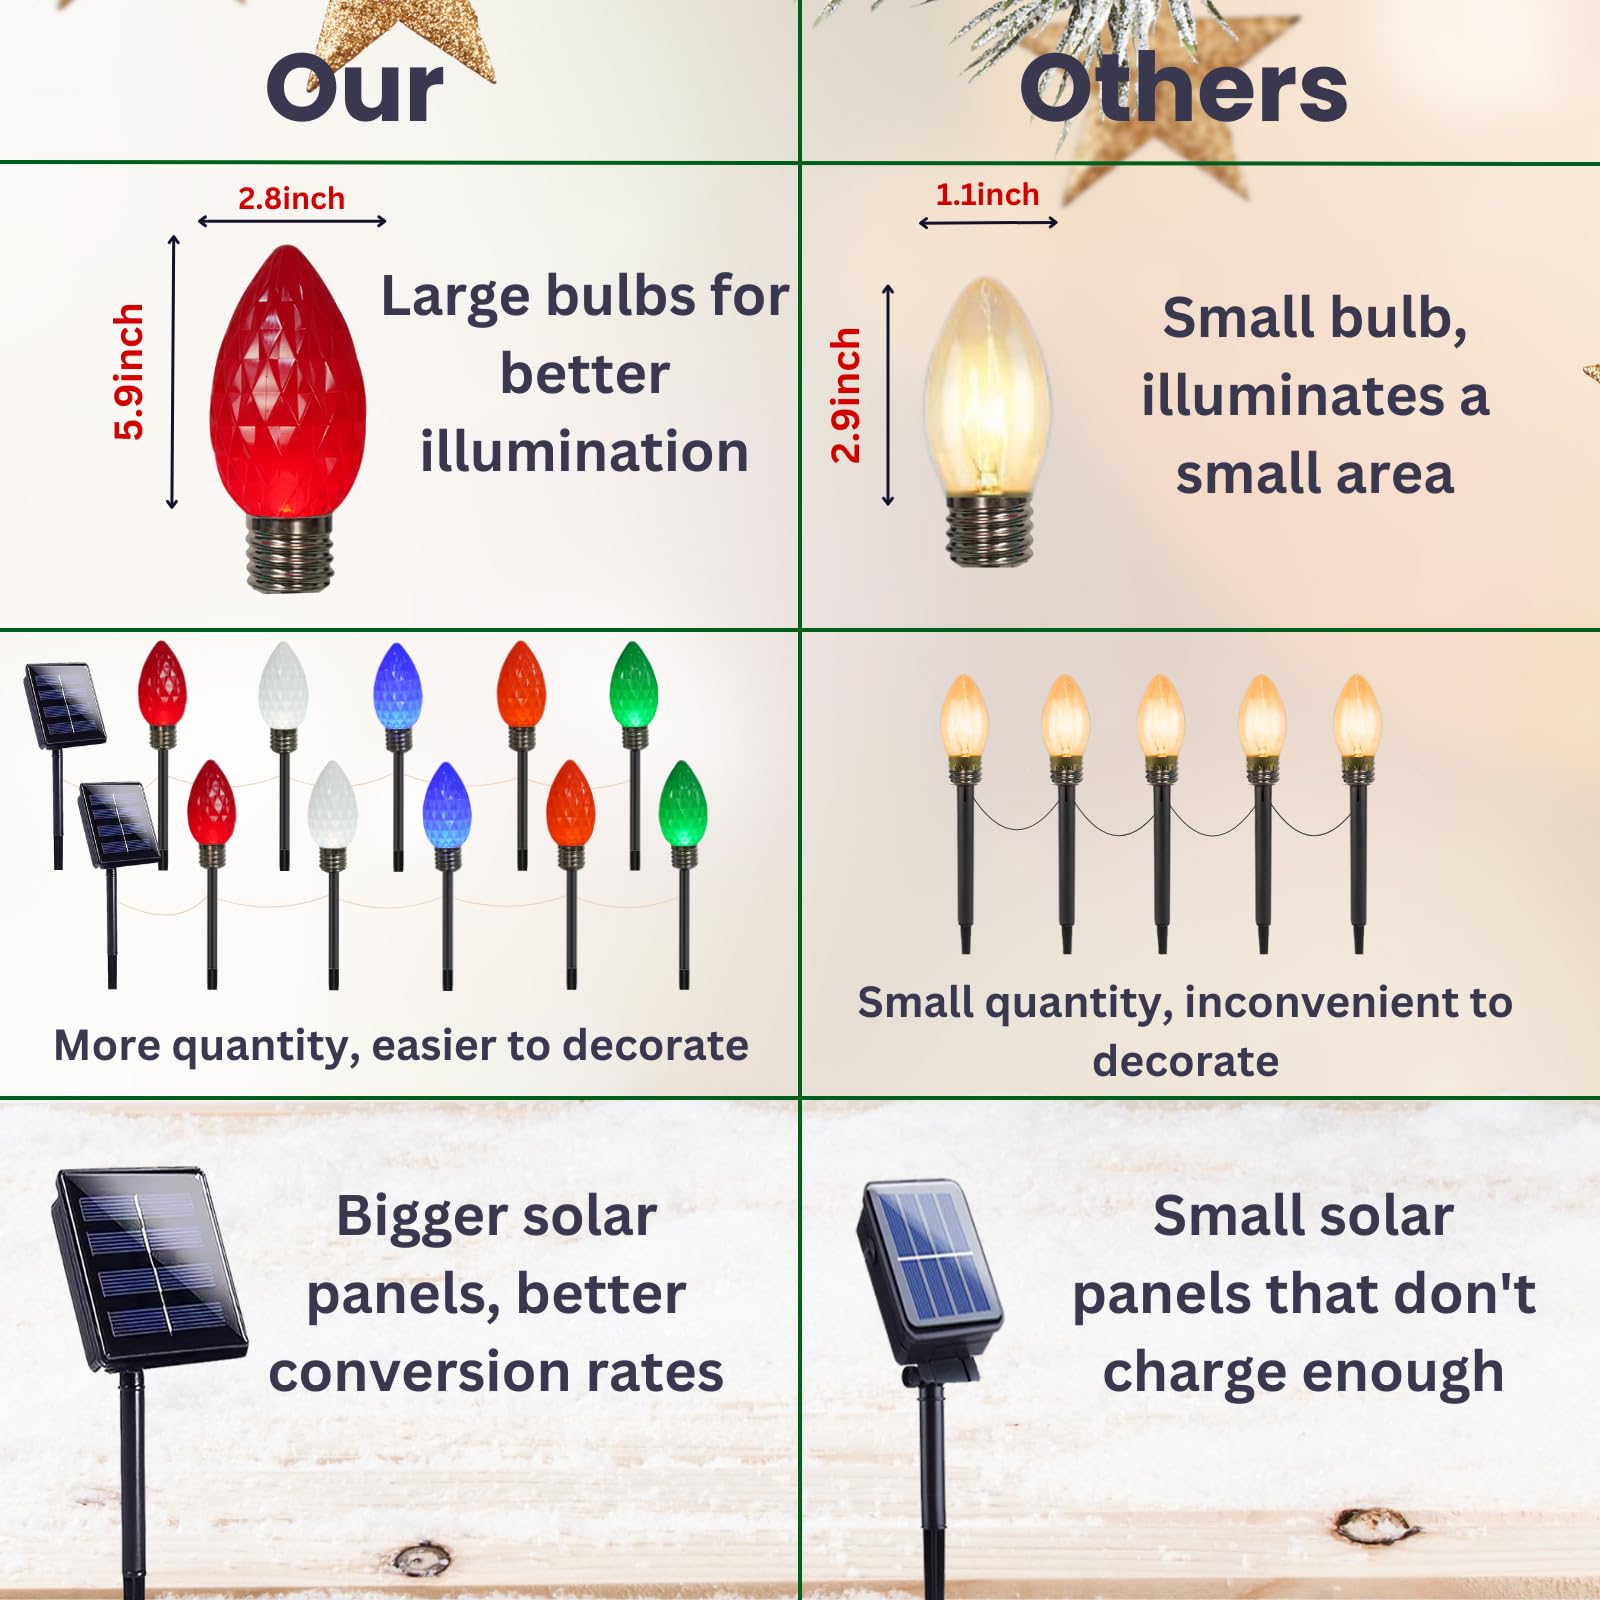 Our
Others
2.8inch
5.9inch
Large bulbs for
better
illumination
1.1inch
2.9inch
Small bulb,
illuminates a
small area
More quantity, easier to decorate
Small quantity, inconvenient to
decorate
Bigger solar
panels, better
conversion rates
Small solar
panels that don't
charge enough